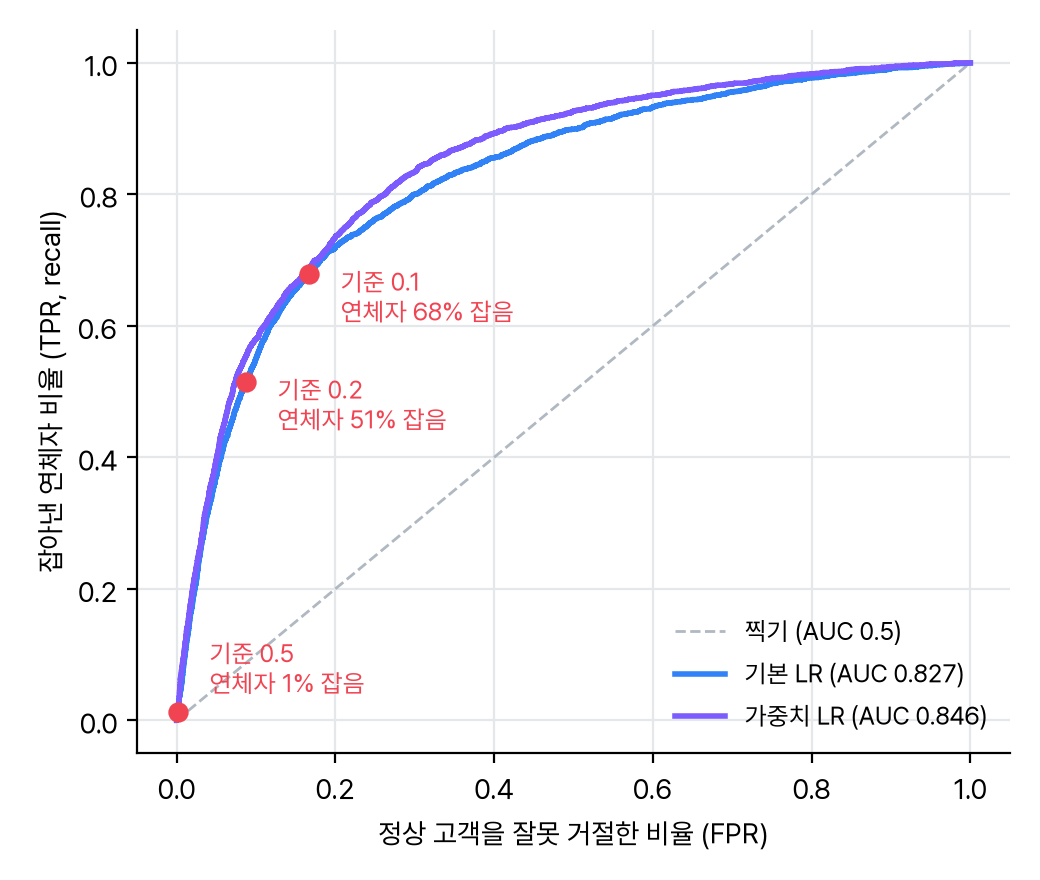 1.0
0.8
0.6
0.4
0.2
0.0
잡아낸 연체자 비율 (TPR, recall)
기준 0.1
연체자 68% 잡음
기준 0.2
연체자 51% 잡음
기준 0.5
연체자 1% 잡음
찍기 (AUC 0.5)
기본 LR (AUC 0.827)
가중치 LR (AUC 0.846)
0.0 0.2 0.4 0.6 0.8 1.0
정상 고객을 잘못 거절한 비율 (FPR)